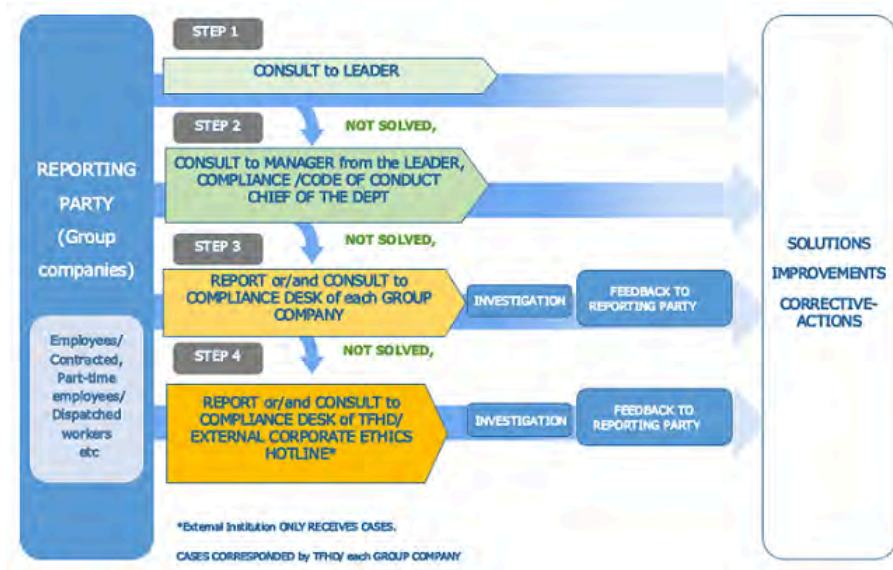 STEP 1
CONSULT to LEADER
STEP 2
NOT SOLVED,
CONSULT to MANAGER from the LEADER,
COMPLIANCE /CODE OF CONDUCT
CHIEF OF THE DEPT
STEP 3
NOT SOLVED,
REPORT or/and CONSULT to
COMPLIANCE DESK of each GROUP
COMPANY
INVESTIGATION
FEEDBACK TO
REPORTING PARTY
STEP 4
NOT SOLVED,
REPORT or/and CONSULT to
COMPLIANCE DESK of TFHD/
EXTERNAL CORPORATE ETHICS
HOTLINE*
INVESTIGATION
FEEDBACK TO
REPORTING PARTY
REPORTING
PARTY
(Group
companies)
Employees/
Contracted,
Part-time
employees/
Dispatched
workers
etc
SOLUTIONS
IMPROVEMENTS
CORRECTIVE-
ACTIONS
*External Institution ONLY RECEIVES CASES.
CASES CORRESPONDED by TFHD/ each GROUP COMPANY